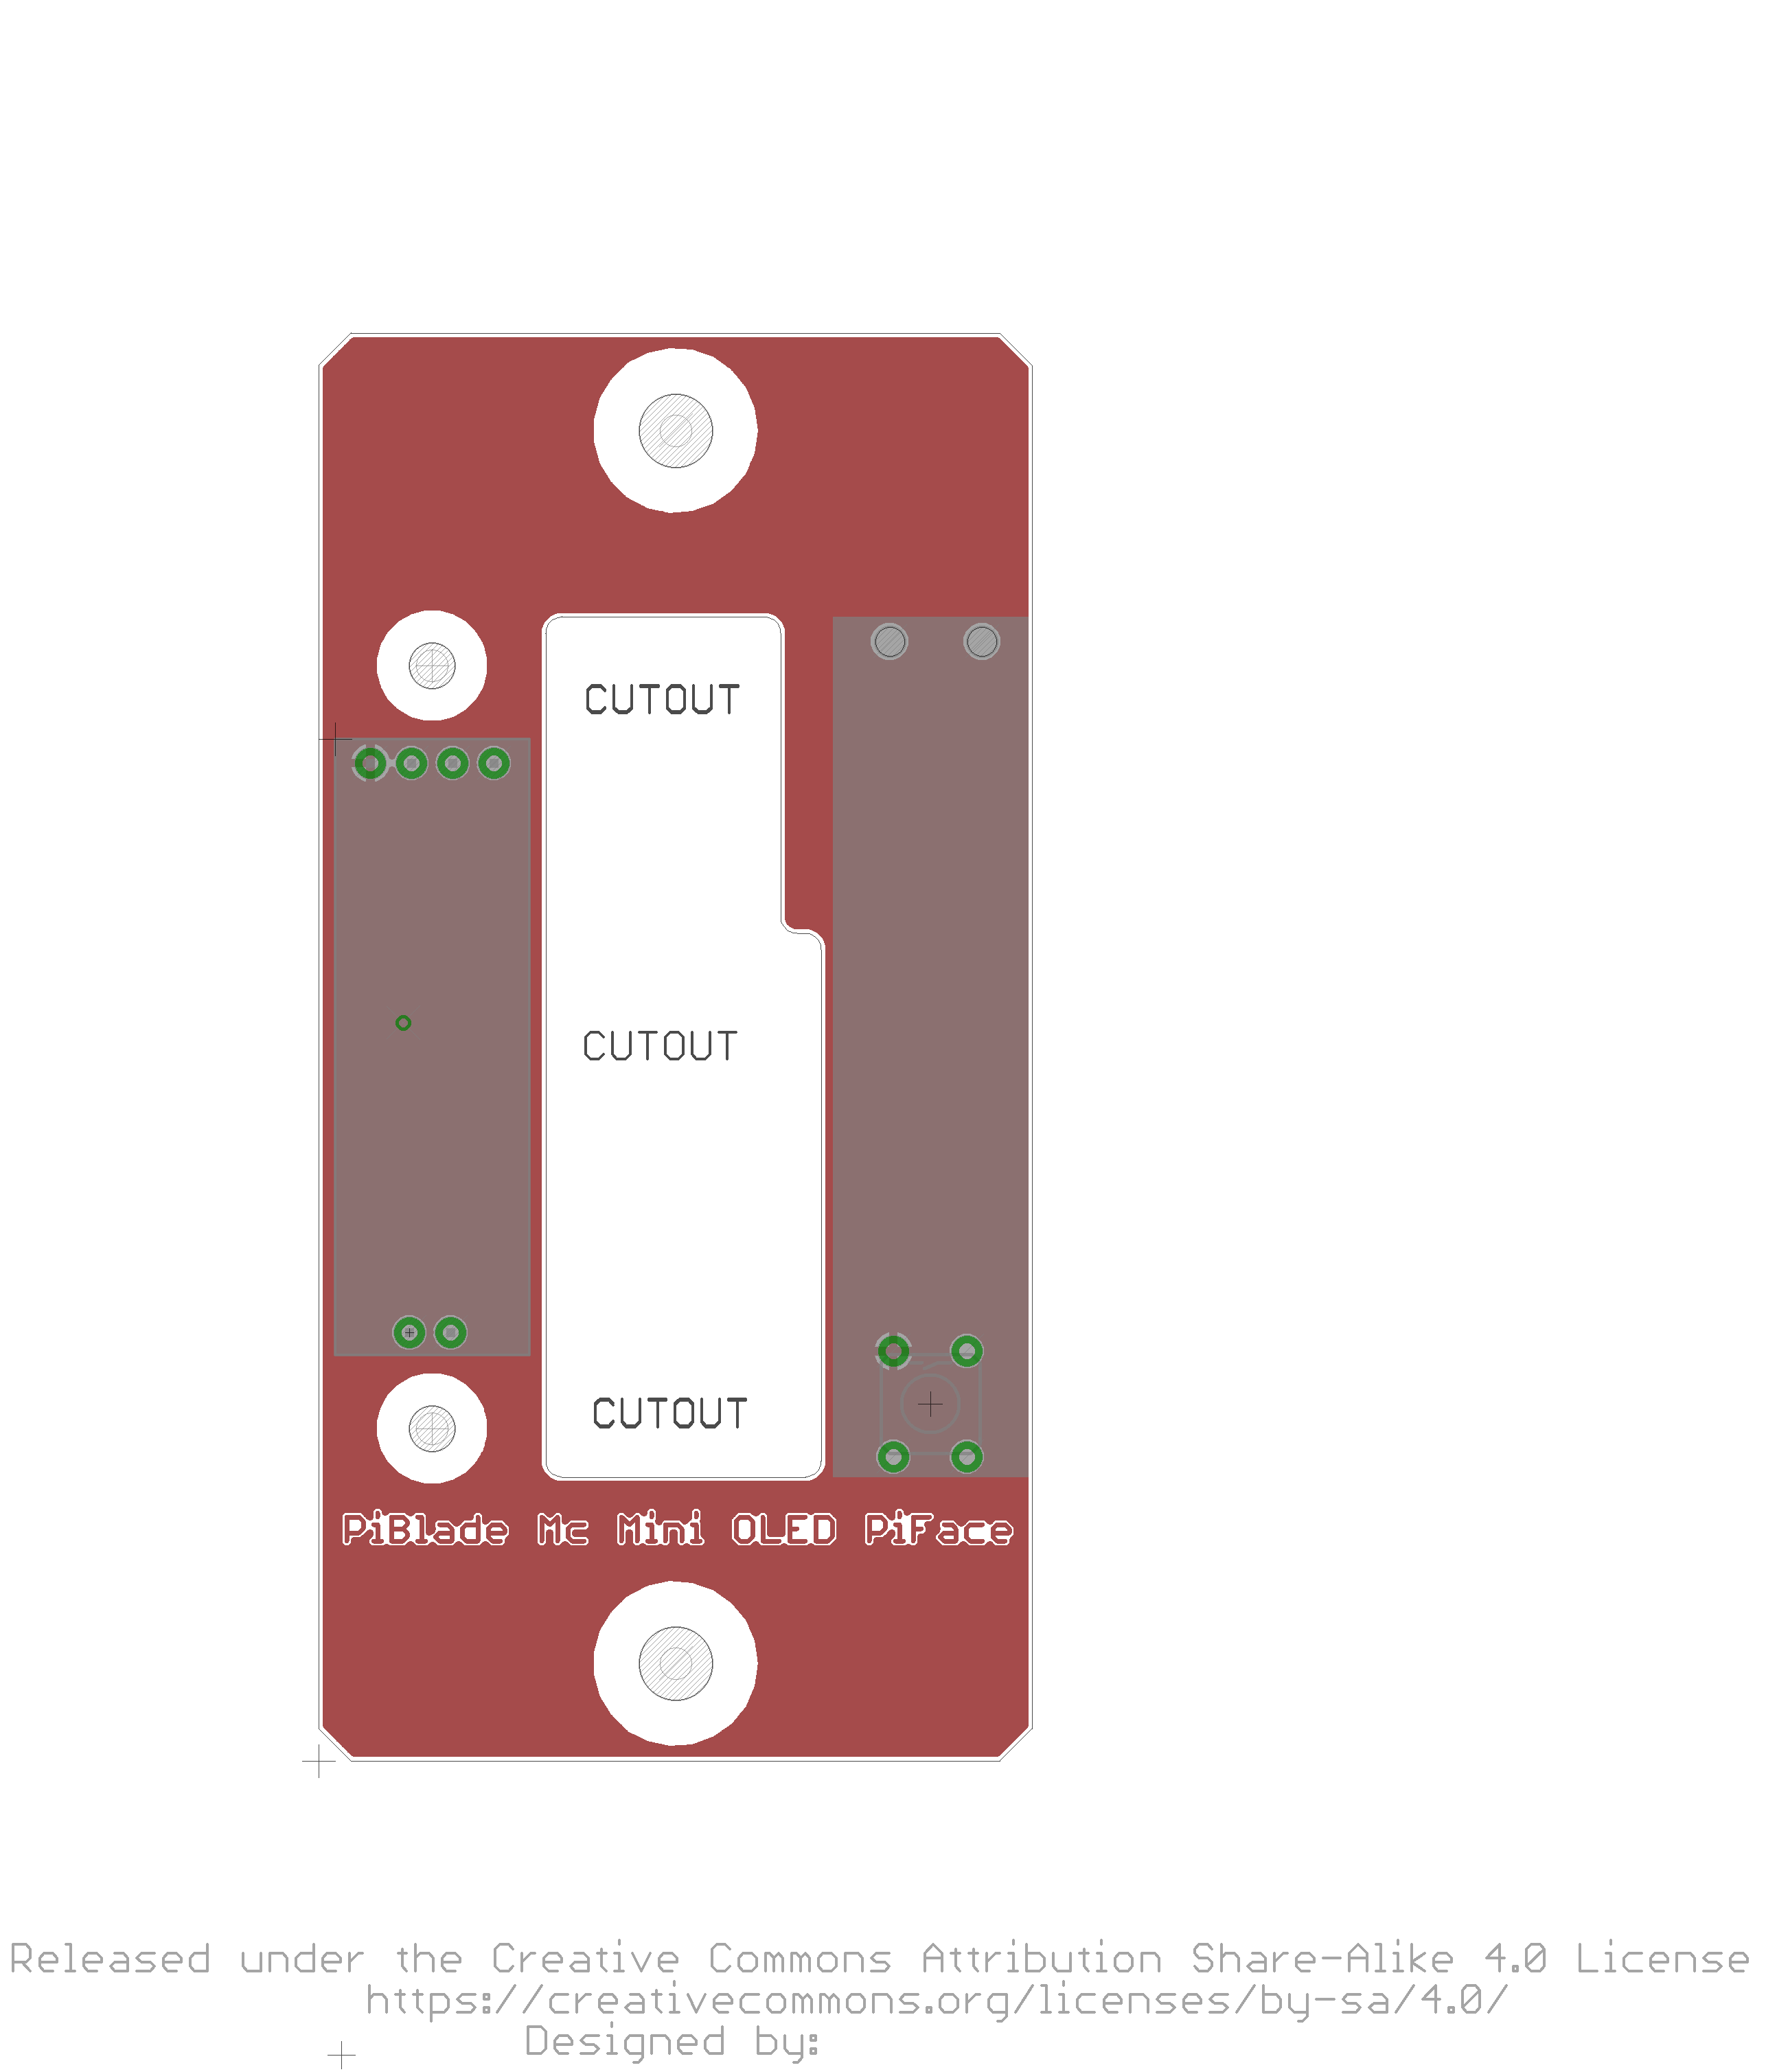 CUTOUT
CUTOUT
CUTOUT
PiBlade Mc Mini OLED PiFace
Released under the Creative Commons Attribution Share-Alike 4.0 License
https://creativecommons.org/licenses/by-sa/4.0/
Designed by: